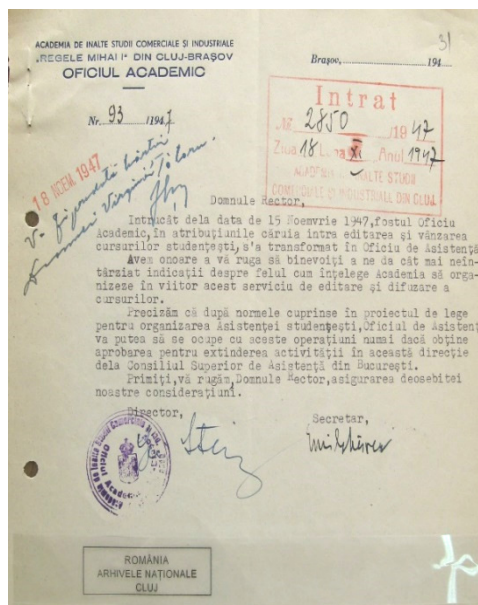 31
ACADEMIA DE INALTE STUDII COMERCIALE ȘI INDUSTRIALE
„REGELE MIHAI I" DIN CLUJ-BRAȘOV
OFICIUL ACADEMIC
Brașov,.................... 194....
Nr. 93 /1947
Intrat
Nr. 2850 /1947
Ziua 18 Luna XI Anul 1947
ACADEMIA DE INALTE STUDII
COMERCIALE ȘI INDUSTRIALE DIN CLUJ
18 NOEM. 1947
Domnule Rector,
Intrucât dela data de 15 Noemvrie 1947,fostul Oficiu
Academic,în atribuțiunile căruia intra editarea și vânzarea
cursurilor studențești,s'a transformat în Oficiu de Asistență
Avem onoare a vă ruga să binevoiți a ne da cât mai neîn-
târziat indicații despre felul cum înțelege Academia să orga-
nizeze în viitor acest serviciu de editare și difuzare a
cursurilor.
Precizăm că după normele cuprinse în proiectul de lege
pentru organizarea Asistenței studențești,Oficiul de Asistenț
va putea să se ocupe cu aceste operațiuni numai dacă obține
aprobarea pentru extinderea activității în această direcție
dela Consiliul Superior de Asistență din București.
Primiți,vă rugăm,Domnule Rector,asigurarea deosebitei
noastre considerațiuni.
Director,
Secretar,
ROMÂNIA
ARHIVELE NAȚIONALE
CLUJ